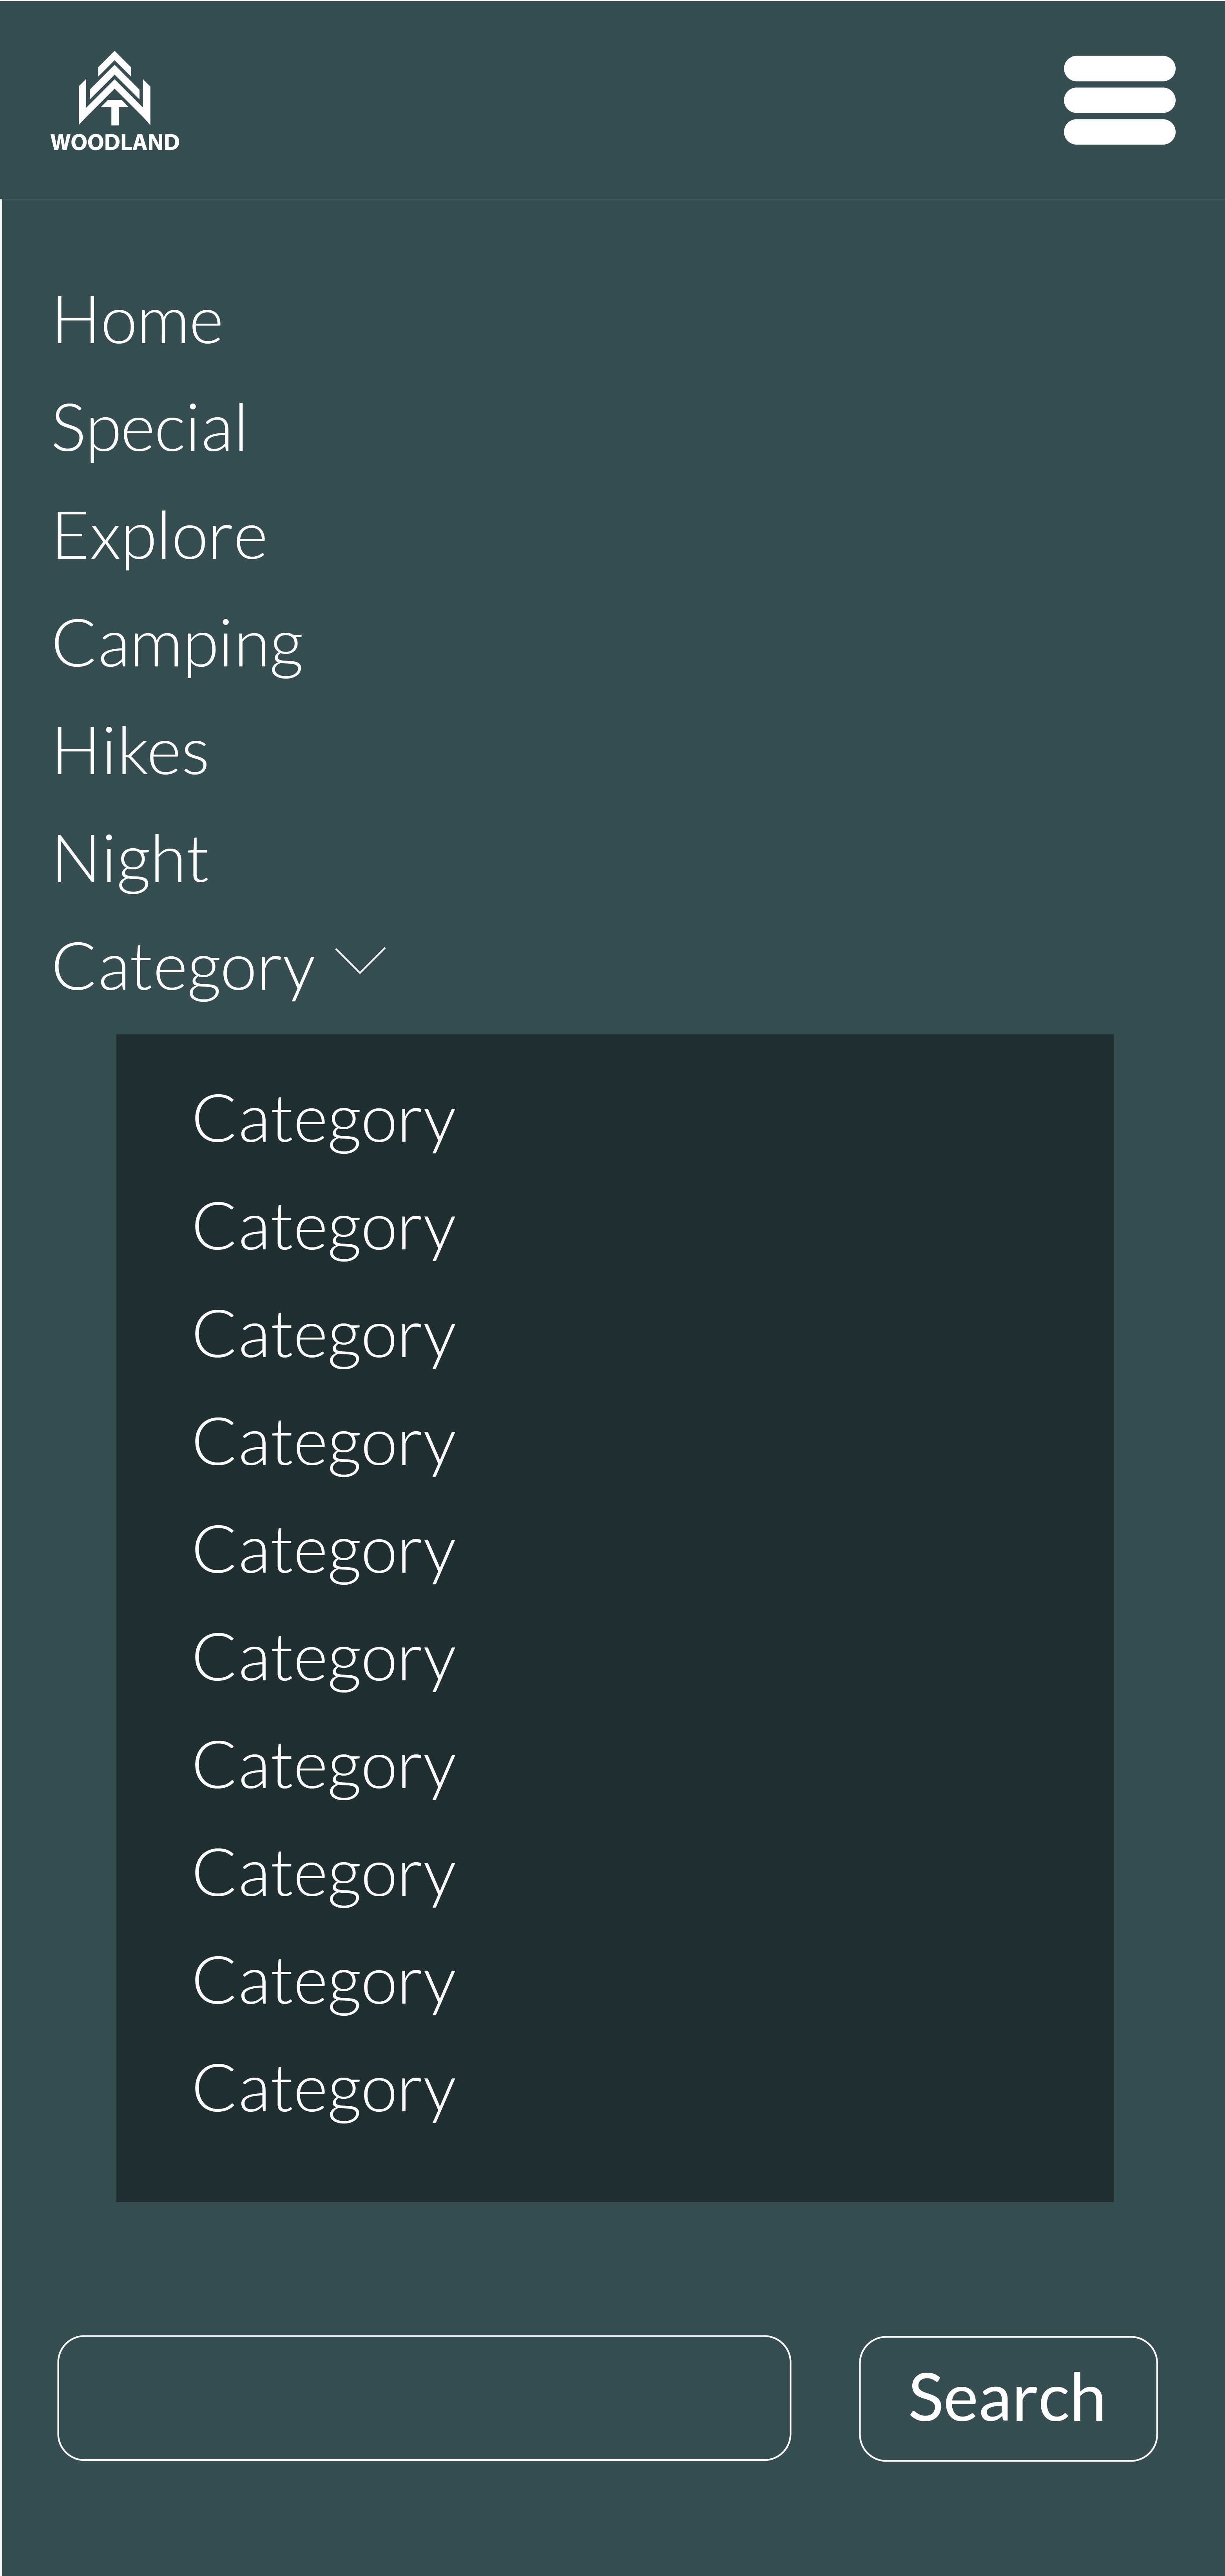 WOODLAND
Home
Special
Explore
Camping
Hikes
Night
Category
Category
Category
Category
Category
Category
Category
Category
Category
Category
Category
Search